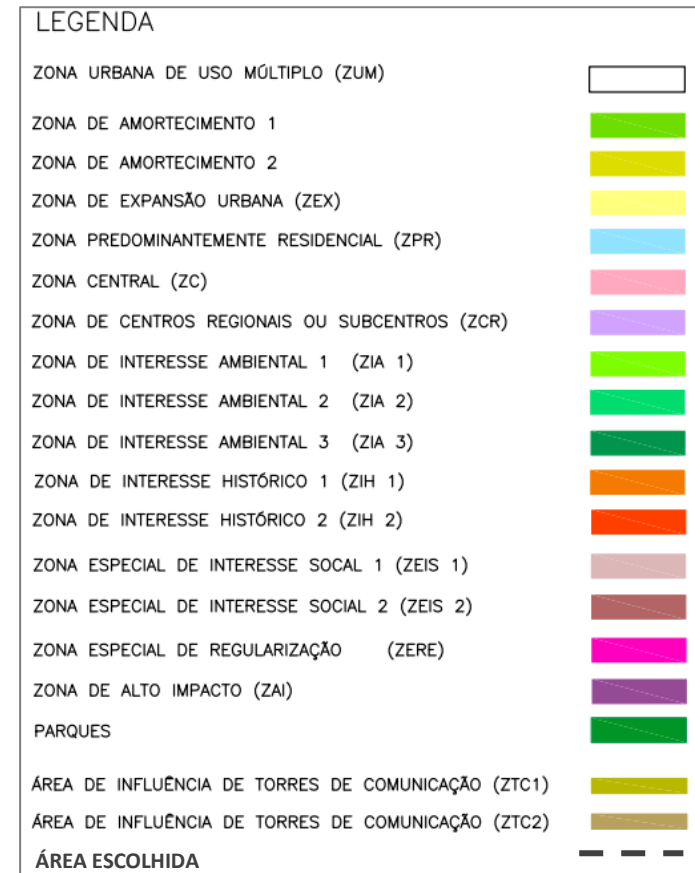 LEGENDA
ZONA URBANA DE USO MÚLTIPLO (ZUM)
ZONA DE AMORTECIMENTO 1
ZONA DE AMORTECIMENTO 2
ZONA DE EXPANSÃO URBANA (ZEX)
ZONA PREDOMINANTEMENTE RESIDENCIAL (ZPR)
ZONA CENTRAL (ZC)
ZONA DE CENTROS REGIONAIS OU SUBCENTROS (ZCR)
ZONA DE INTERESSE AMBIENTAL 1 (ZIA 1)
ZONA DE INTERESSE AMBIENTAL 2 (ZIA 2)
ZONA DE INTERESSE AMBIENTAL 3 (ZIA 3)
ZONA DE INTERESSE HISTÓRICO 1 (ZIH 1)
ZONA DE INTERESSE HISTÓRICO 2 (ZIH 2)
ZONA ESPECIAL DE INTERESSE SOCAL 1 (ZEIS 1)
ZONA ESPECIAL DE INTERESSE SOCIAL 2 (ZEIS 2)
ZONA ESPECIAL DE REGULARIZAÇÃO (ZERE)
ZONA DE ALTO IMPACTO (ZAI)
PARQUES
ÁREA DE INFLUÊNCIA DE TORRES DE COMUNICAÇÃO (ZTC1)
ÁREA DE INFLUÊNCIA DE TORRES DE COMUNICAÇÃO (ZTC2)
ÁREA ESCOLHIDA